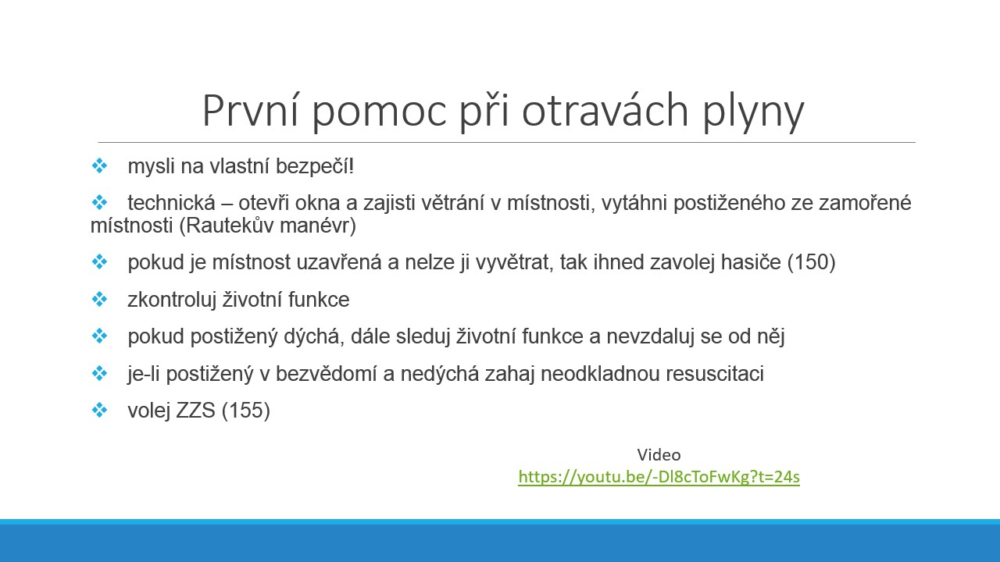 První pomoc při otravách plyny
❖ mysli na vlastní bezpečí!
❖ technická – otevři okna a zajisti větrání v místnosti, vytáhni postiženého ze zamořené
místnosti (Rautekův manévr)
❖ pokud je místnost uzavřená a nelze ji vyvětrat, tak ihned zavolej hasiče (150)
❖ zkontroluj životní funkce
❖ pokud postižený dýchá, dále sleduj životní funkce a nevzdaluj se od něj
❖ je-li postižený v bezvědomí a nedýchá zahaj neodkladnou resuscitaci
❖ volej ZZS (155)
Video
https://youtu.be/-Dl8cToFwKg?t=24s